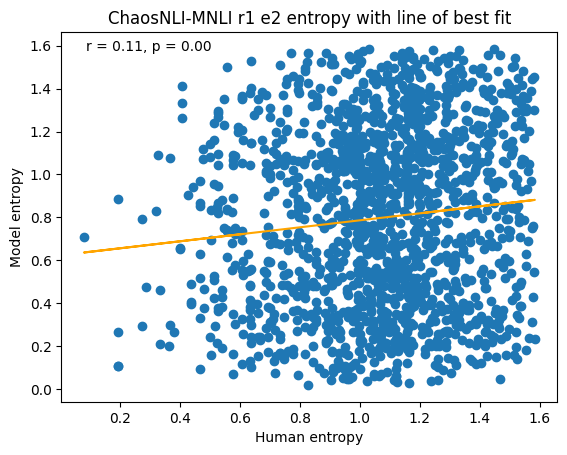 ChaosNLI-MNLI r1 e2 entropy with line of best fit
r = 0.11, p = 0.00
Model entropy
1.6
1.4
1.2
1.0
0.8
0.6
0.4
0.2
0.0
0.2 0.4 0.6 0.8 1.0 1.2 1.4 1.6
Human entropy